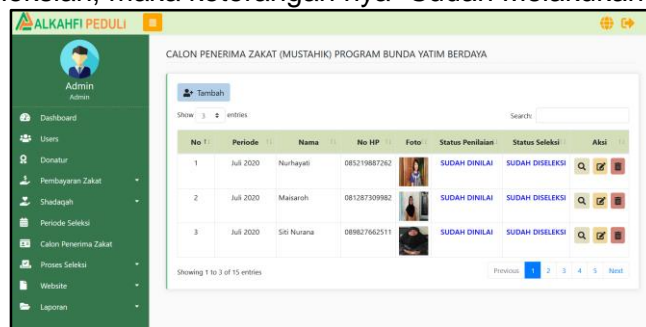 ALKAHFI PEDULI
Admin
Admin
Dashboard
Users
Donatur
Pembayaran Zakat
Shadaqah
Periode Seleksi
Calon Penerima Zakat
Proses Seleksi
Website
Laporan
CALON PENERIMA ZAKAT (MUSTAHIK) PROGRAM BUNDA YATIM BERDAYA
Tambah
Show 3 entries Search:
No Periode Nama No HP Foto Status Penilaian Status Seleksi Aksi
1 Juli 2020 Nurhayati 085219887262 SUDAH DINILAI SUDAH DISELEKSI
2 Juli 2020 Maisaroh 081287309982 SUDAH DINILAI SUDAH DISELEKSI
3 Juli 2020 Siti Nurana 089827662511 SUDAH DINILAI SUDAH DISELEKSI
Showing 1 to 3 of 15 entries Previous 1 2 3 4 5 Next